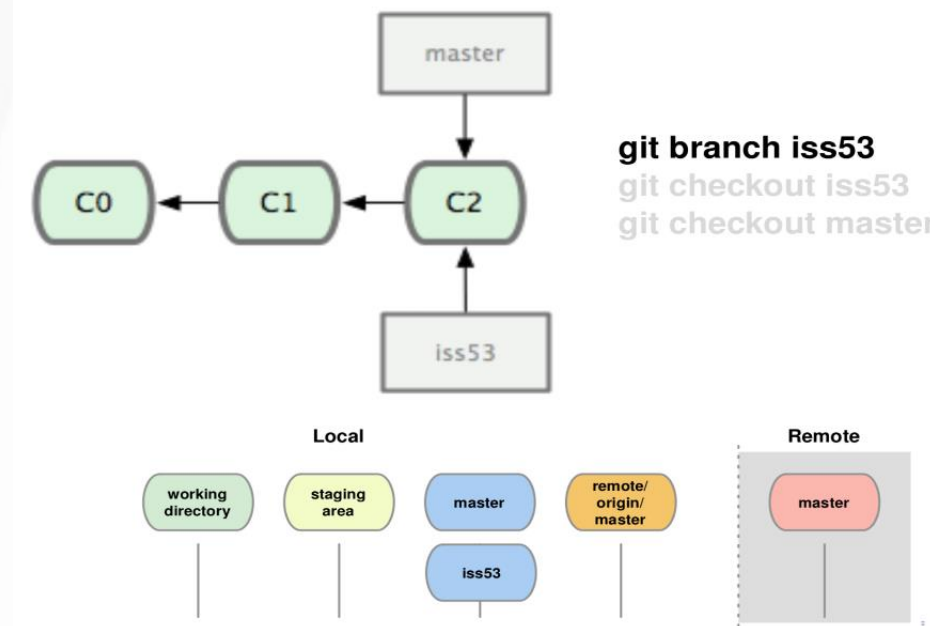 master
git branch iss53
git checkout iss53
git checkout master
C0
C1
C2
iss53
Local
Remote
working
directory
staging
area
master
remote/
origin/
master
master
iss53